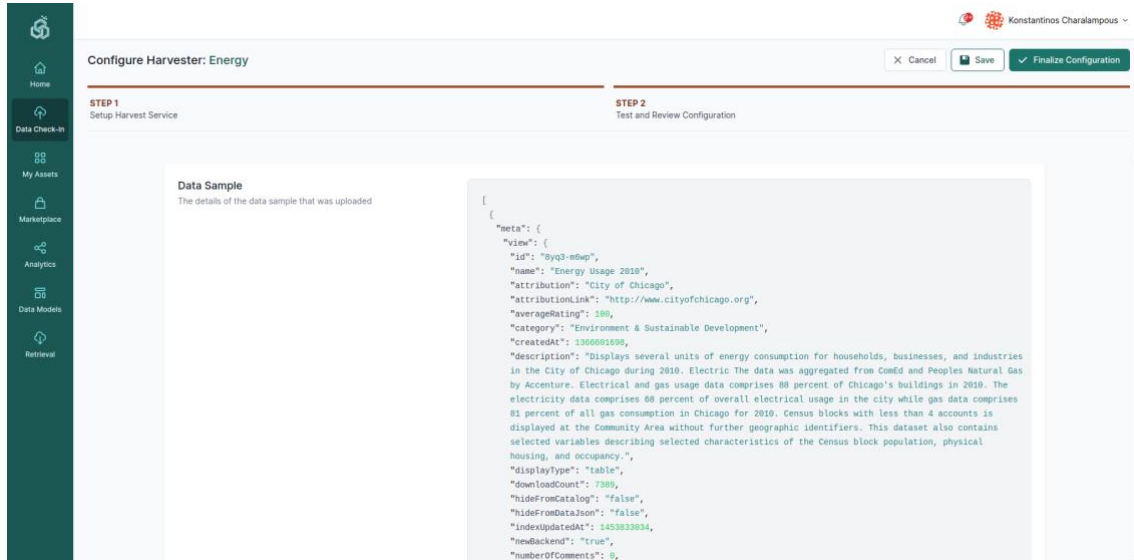 Konstantinos Charalampous
Configure Harvester: Energy
Cancel
Save
Finalize Configuration
Home
Data Check-In
My Assets
Marketplace
Analytics
Data Models
Retrieval
STEP 1
Setup Harvest Service
STEP 2
Test and Review Configuration
Data Sample
The details of the data sample that was uploaded
[
{
"meta": {
"view": {
"id": "8yq3-m6wp",
"name": "Energy Usage 2010",
"attribution": "City of Chicago",
"attributionLink": "http://www.cityofchicago.org",
"averageRating": 100,
"category": "Environment & Sustainable Development",
"createdAt": 1366601698,
"description": "Displays several units of energy consumption for households, businesses, and industries
in the City of Chicago during 2010. Electric The data was aggregated from ComEd and Peoples Natural Gas
by Accenture. Electrical and gas usage data comprises 88 percent of Chicago's buildings in 2010. The
electricity data comprises 68 percent of overall electrical usage in the city while gas data comprises
81 percent of all gas consumption in Chicago for 2010. Census blocks with less than 4 accounts is
displayed at the Community Area without further geographic identifiers. This dataset also contains
selected variables describing selected characteristics of the Census block population, physical
housing, and occupancy.",
"displayType": "table",
"downloadCount": 7389,
"hideFromCatalog": "false",
"hideFromDataJson": "false",
"indexUpdatedAt": 1453833034,
"newBackend": "true",
"numberOfComments": 0,